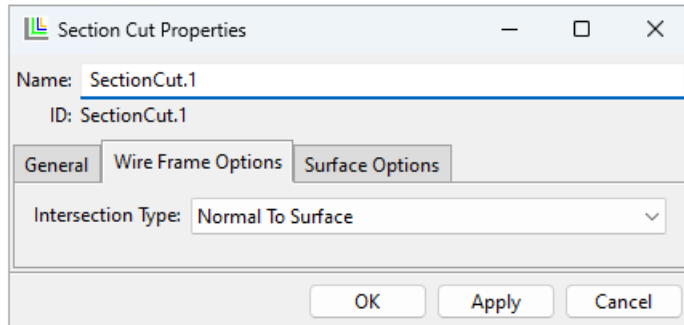 Section Cut Properties
Name: SectionCut.1
ID: SectionCut.1
General Wire Frame Options Surface Options
Intersection Type: Normal To Surface
OK Apply Cancel